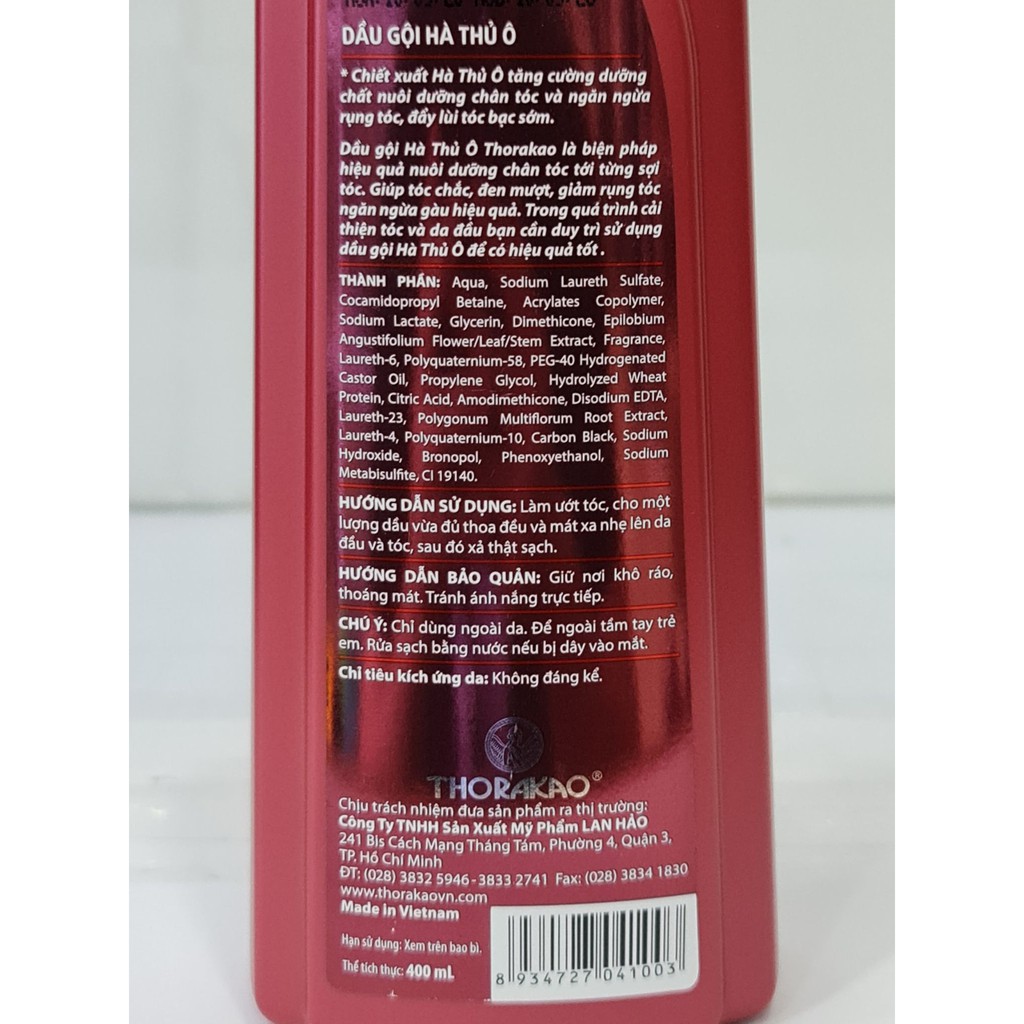 DẦU GỘI HÀ THỦ Ô
* Chiết xuất Hà Thủ Ô tăng cường dưỡng
chất nuôi dưỡng chân tóc và ngăn ngừa
rụng tóc, đẩy lùi tóc bạc sớm.
Dầu gội Hà Thủ Ô Thorakao là biện pháp
hiệu quả nuôi dưỡng chân tóc tới từng sợi
tóc. Giúp tóc chắc, đen mượt, giảm rụng tóc
ngăn ngừa gàu hiệu quả. Trong quá trình cải
thiện tóc và da đầu bạn cần duy trì sử dụng
dầu gội Hà Thủ Ô để có hiệu quả tốt .
THÀNH PHẦN: Aqua, Sodium Laureth Sulfate,
Cocamidopropyl Betaine, Acrylates Copolymer,
Sodium Lactate, Glycerin, Dimethicone, Epilobium
Angustifolium Flower/Leaf/Stem Extract, Fragrance,
Laureth-6, Polyquaternium-58, PEG-40 Hydrogenated
Castor Oil, Propylene Glycol, Hydrolyzed Wheat
Protein, Citric Acid, Amodimethicone, Disodium EDTA,
Laureth-23, Polygonum Multiflorum Root Extract,
Laureth-4, Polyquaternium-10, Carbon Black, Sodium
Hydroxide, Bronopol, Phenoxyethanol, Sodium
Metabisulfite, CI 19140.
HƯỚNG DẪN SỬ DỤNG: Làm ướt tóc, cho một
lượng dầu vừa đủ thoa đều và mát xa nhẹ lên da
đầu và tóc, sau đó xả thật sạch.
HƯỚNG DẪN BẢO QUẢN: Giữ nơi khô ráo,
thoáng mát. Tránh ánh nắng trực tiếp.
CHÚ Ý: Chỉ dùng ngoài da. Để ngoài tầm tay trẻ
em. Rửa sạch bằng nước nếu bị dây vào mắt.
Chỉ tiêu kích ứng da: Không đáng kể.
THORAKAO®
Chịu trách nhiệm đưa sản phẩm ra thị trường:
Công Ty TNHH Sản Xuất Mỹ Phẩm LAN HẢO
241 Bis Cách Mạng Tháng Tám, Phường 4, Quận 3,
TP. Hồ Chí Minh
ĐT: (028) 3832 5946-3833 2741 Fax: (028) 3834 1830
www.thorakaovn.com
Made in Vietnam
Hạn sử dụng: Xem trên bao bì.
Thể tích thực: 400 mL
8 934727 041003